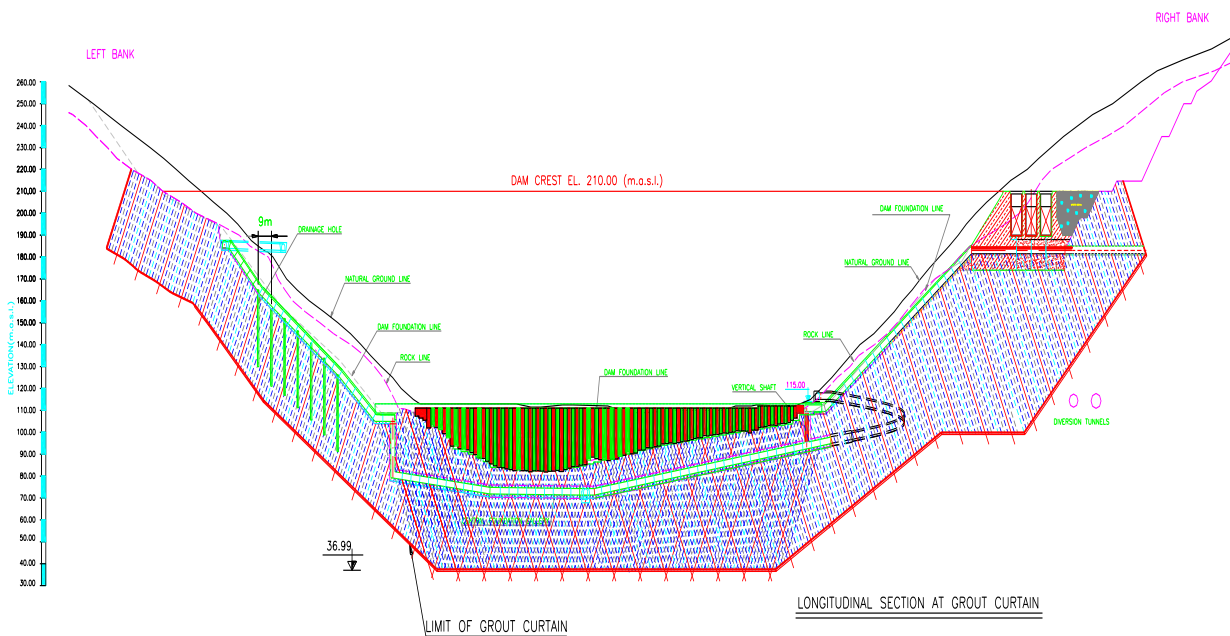 RIGHT BANK
LEFT BANK
260.00
250.00
240.00
230.00
220.00
210.00
200.00
190.00
180.00
170.00
160.00
150.00
140.00
130.00
120.00
110.00
100.00
90.00
80.00
70.00
60.00
50.00
40.00
30.00
ELEVATION(m.a.s.l.)
DAM CREST EL. 210.00 (m.a.s.l.)
9m
DRAINAGE HOLE
NATURAL GROUND LINE
DAM FOUNDATION LINE
ROCK LINE
DAM FOUNDATION LINE
VERTICAL SHAFT
115.00
ROCK LINE
NATURAL GROUND LINE
DAM FOUNDATION LINE
DIVERSION TUNNELS
36.99
LIMIT OF GROUT CURTAIN
LONGITUDINAL SECTION AT GROUT CURTAIN